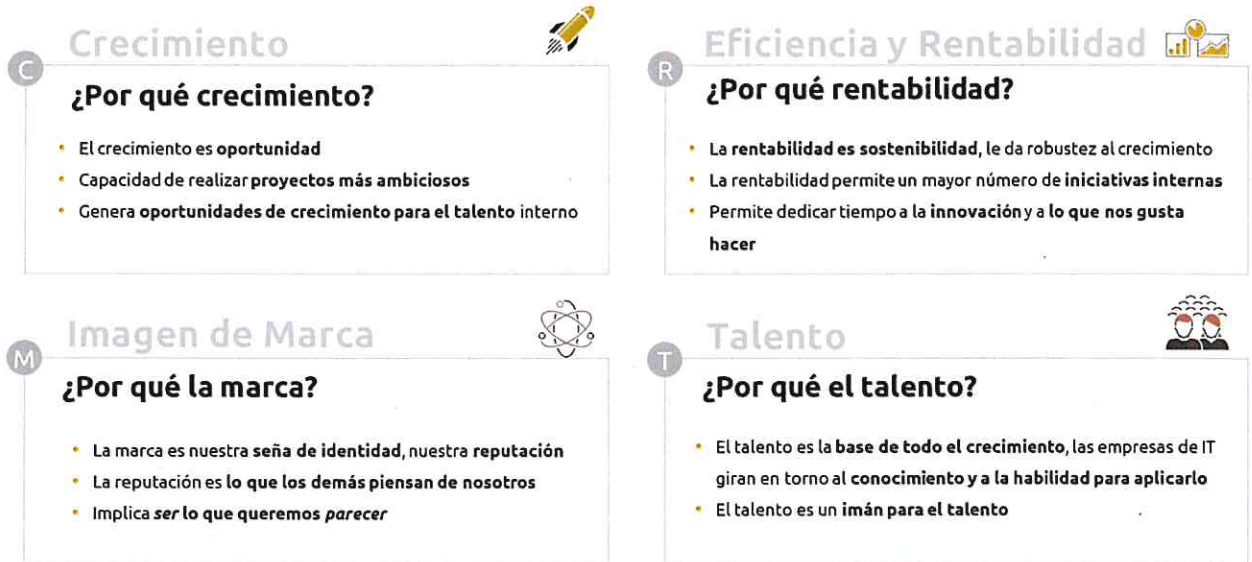 Crecimiento
C
¿Por qué crecimiento?
• El crecimiento es oportunidad
• Capacidad de realizar proyectos más ambiciosos
• Genera oportunidades de crecimiento para el talento interno
Eficiencia y Rentabilidad
R
¿Por qué rentabilidad?
• La rentabilidad es sostenibilidad, le da robustez al crecimiento
• La rentabilidad permite un mayor número de iniciativas internas
• Permite dedicar tiempo a la innovación y a lo que nos gusta
hacer
Imagen de Marca
M
¿Por qué la marca?
• La marca es nuestra seña de identidad, nuestra reputación
• La reputación es lo que los demás piensan de nosotros
• Implica ser lo que queremos parecer
Talento
T
¿Por qué el talento?
• El talento es la base de todo el crecimiento, las empresas de IT
giran en torno al conocimiento y a la habilidad para aplicarlo
• El talento es un imán para el talento